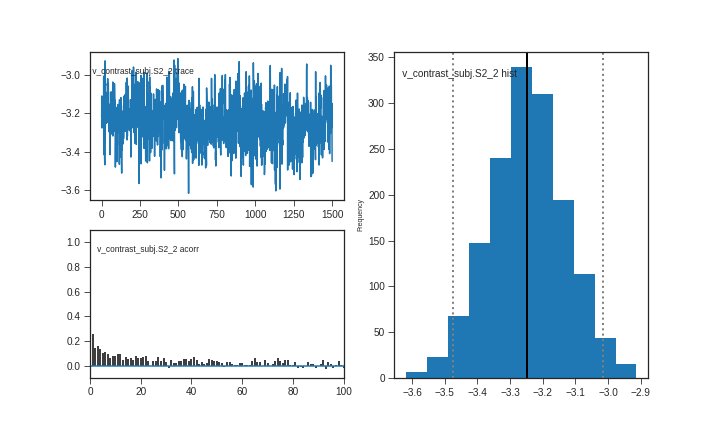 v_contrast_subj.S2_2 trace
−3.0
−3.2
−3.4
−3.6
0 250 500 750 1000 1250 1500
v_contrast_subj.S2_2 acorr
1.0
0.8
0.6
0.4
0.2
0.0
0 20 40 60 80 100
v_contrast_subj.S2_2 hist
Frequency
350
300
250
200
150
100
50
0
−3.6 −3.5 −3.4 −3.3 −3.2 −3.1 −3.0 −2.9